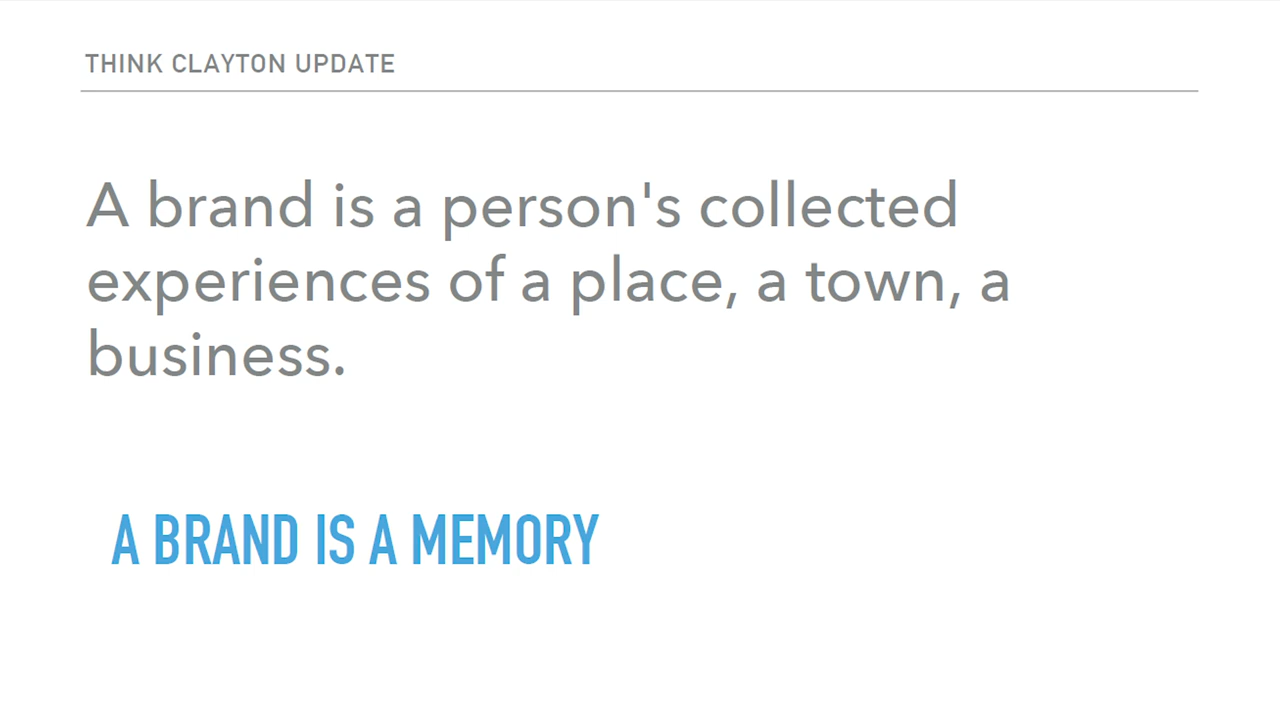 THINK CLAYTON UPDATE
A brand is a person's collected
experiences of a place, a town, a
business.
A BRAND IS A MEMORY